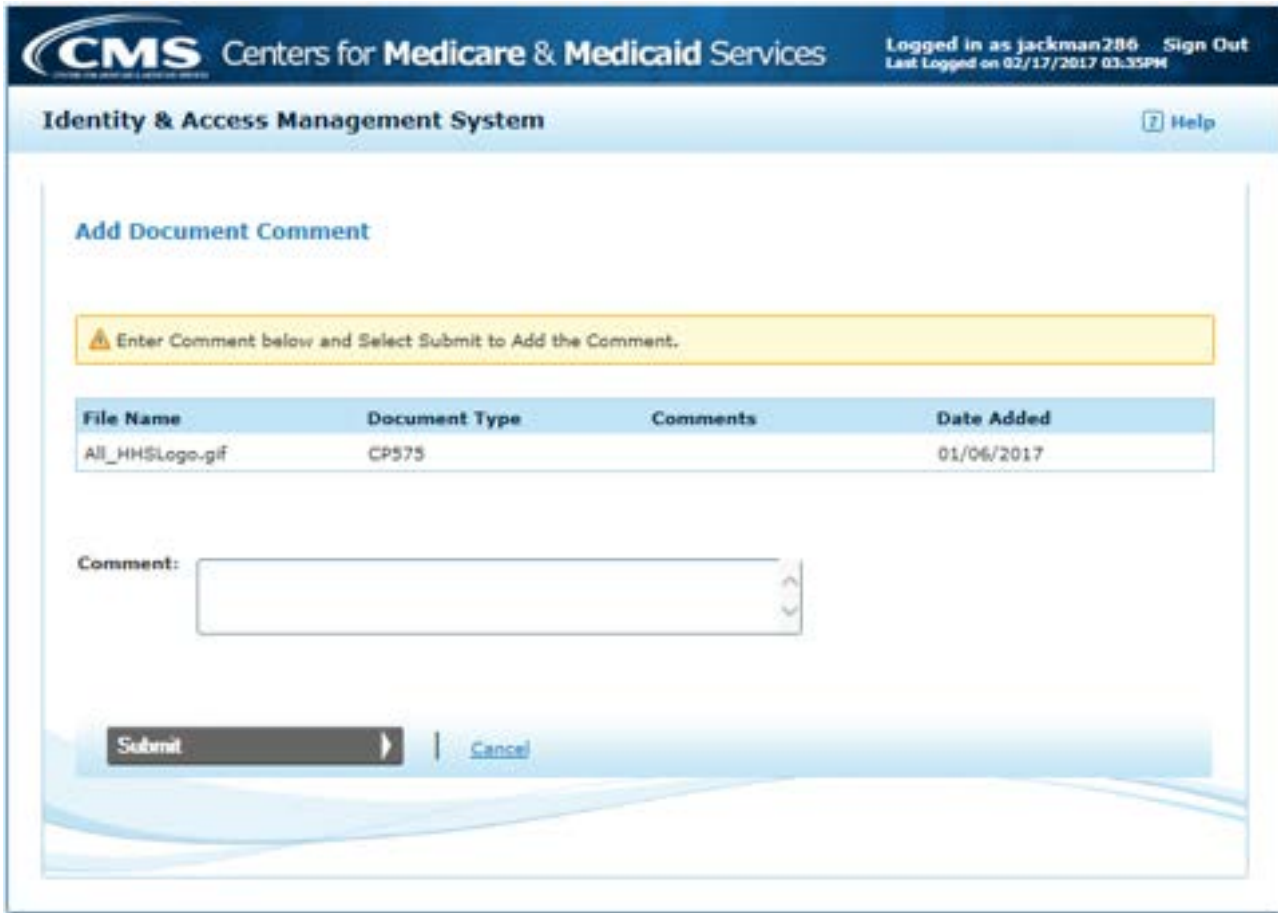 CMS Centers for Medicare & Medicaid Services
Logged in as jackman286 Sign Out
Last Logged on 02/17/2017 03:35PM
Identity & Access Management System
? Help
Add Document Comment
Enter Comment below and Select Submit to Add the Comment.
File Name Document Type Comments Date Added
All_HHSLogo.gif CP575 01/06/2017
Comment:
Submit | Cancel